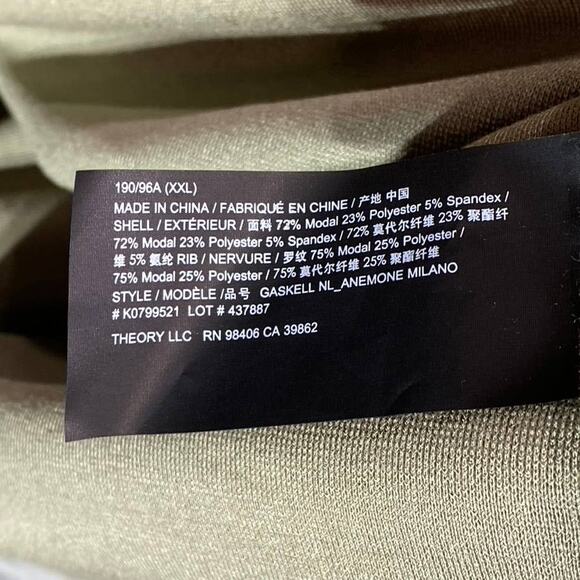 190/96A (XXL)
MADE IN CHINA / FABRIQUÉ EN CHINE / 产地 中国
SHELL / EXTÉRIEUR / 面料 72% Modal 23% Polyester 5% Spandex /
72% Modal 23% Polyester 5% Spandex / 72% 莫代尔纤维 23% 聚酯纤
维 5% 氨纶 RIB / NERVURE / 罗纹 75% Modal 25% Polyester /
75% Modal 25% Polyester / 75% 莫代尔纤维 25% 聚酯纤维
STYLE / MODÈLE /品号 GASKELL NL_ANEMONE MILANO
# K0799521 LOT # 437887
THEORY LLC RN 98406 CA 39862